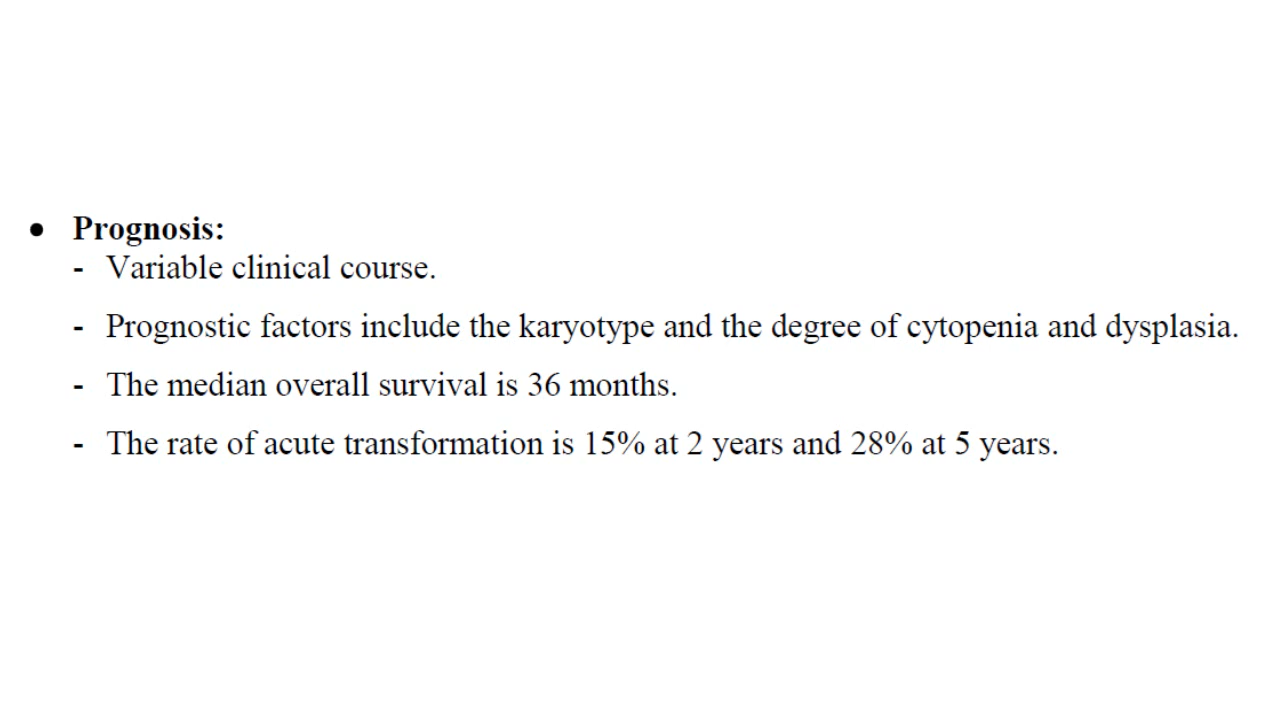 ● Prognosis:
- Variable clinical course.
- Prognostic factors include the karyotype and the degree of cytopenia and dysplasia.
- The median overall survival is 36 months.
- The rate of acute transformation is 15% at 2 years and 28% at 5 years.